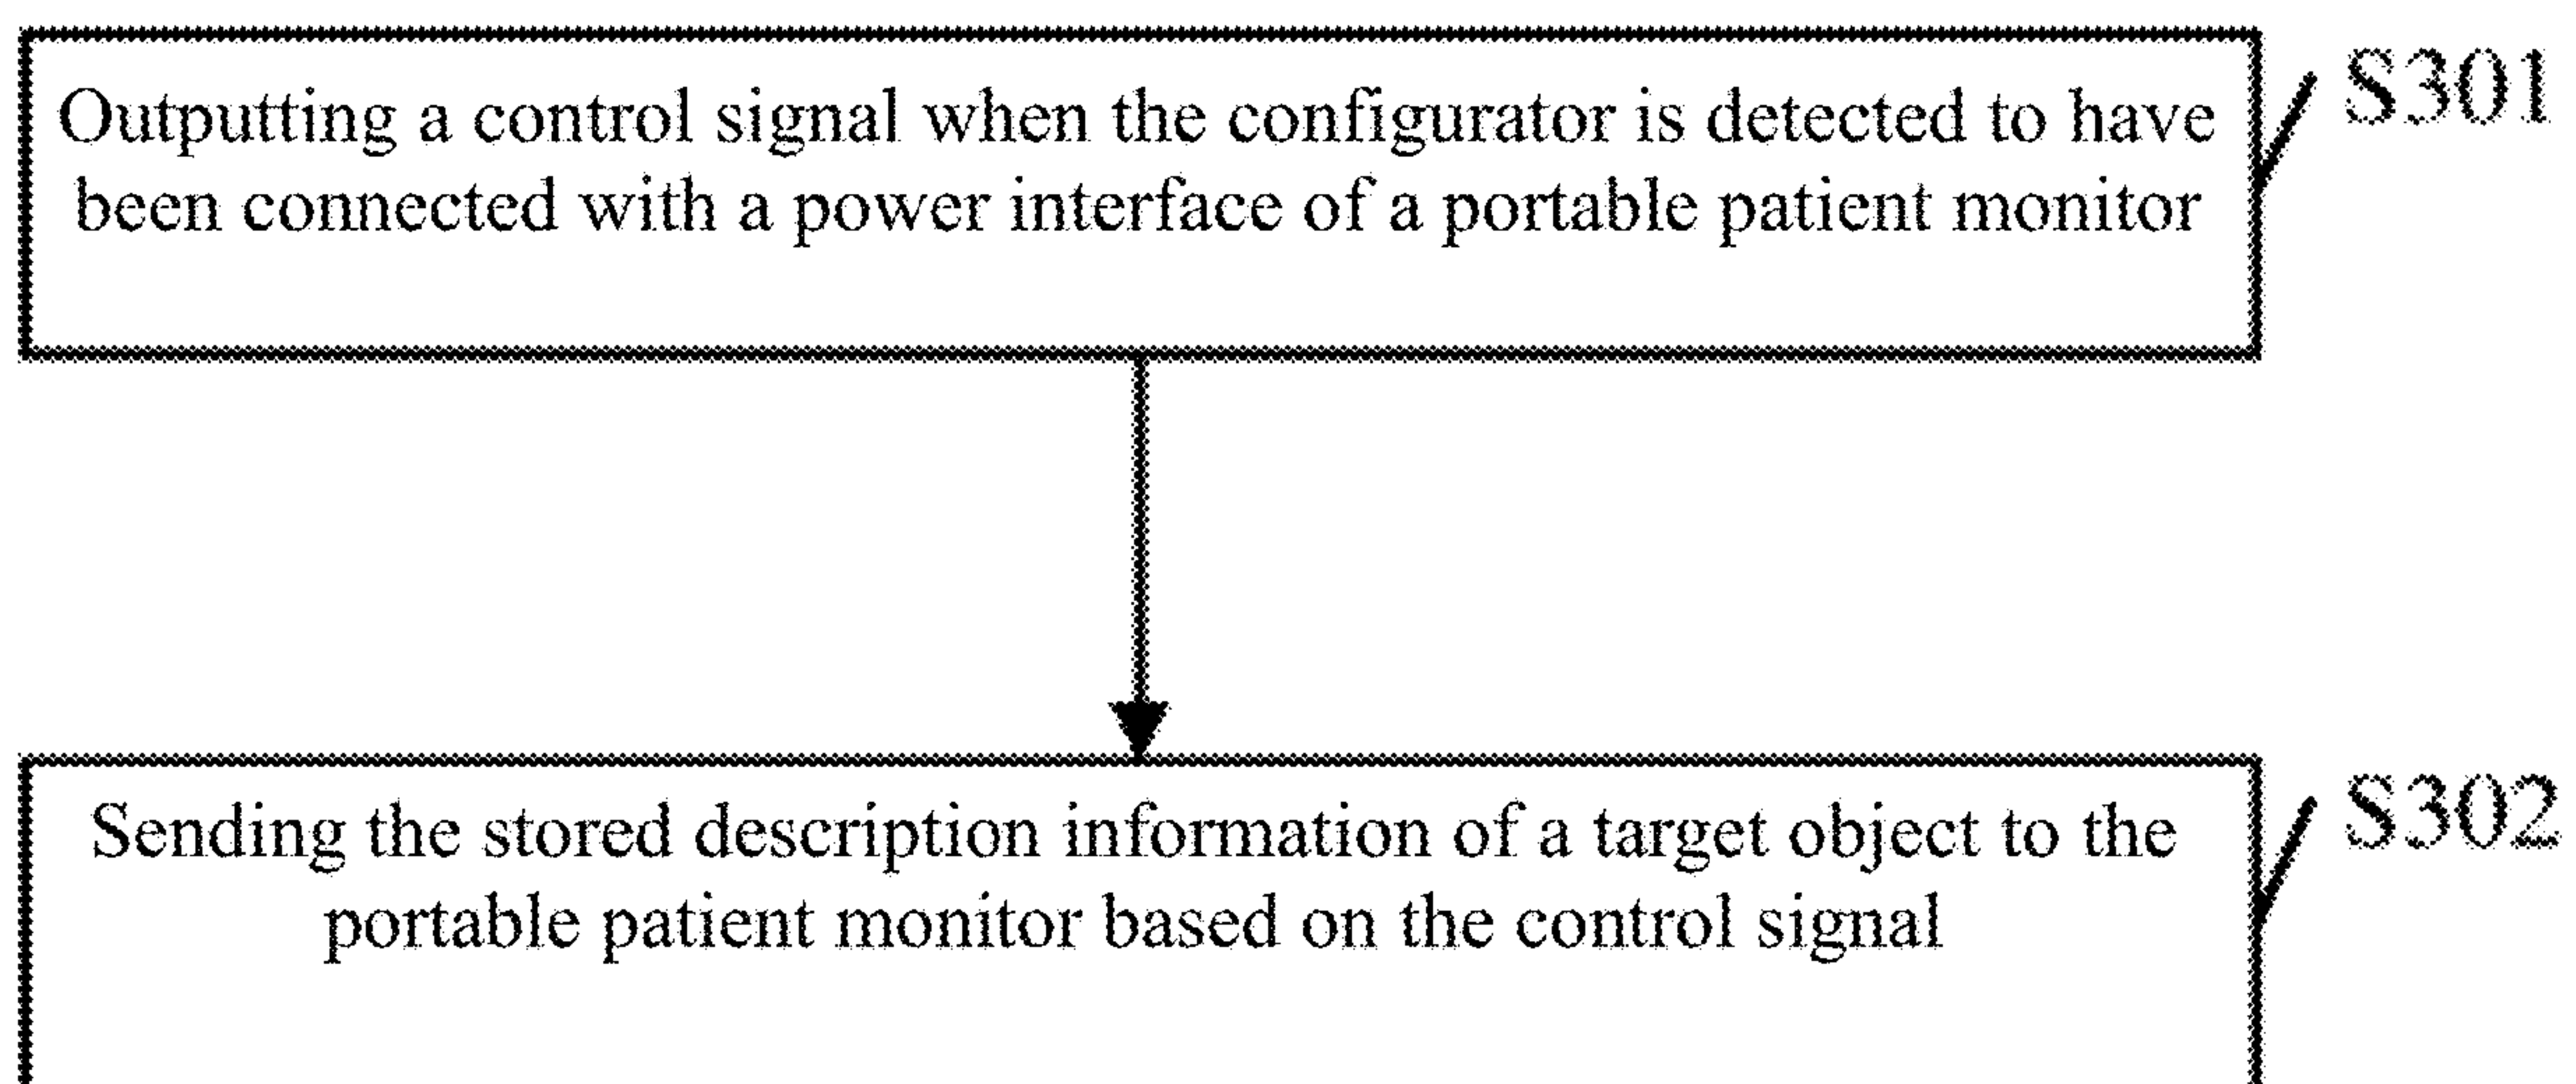 Outputting a control signal when the configurator is detected to have
been connected with a power interface of a portable patient monitor
S301
Sending the stored description information of a target object to the
portable patient monitor based on the control signal
S302